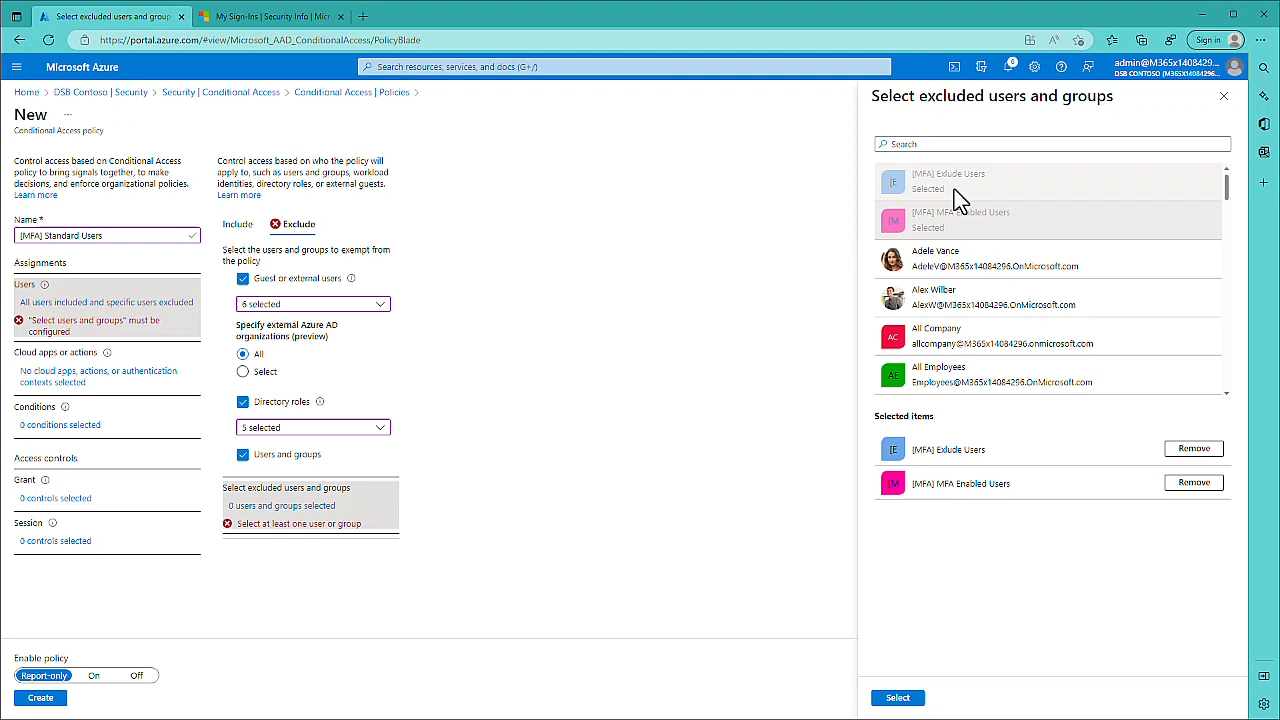 Select excluded users and group
My Sign-Ins | Security Info | Micr
https://portal.azure.com/#view/Microsoft_AAD_ConditionalAccess/PolicyBlade
Sign in
Microsoft Azure
Search resources, services, and docs (G+/)
6
admin@M365x1408429...
DSB CONTOSO (M365X14084296....
Home > DSB Contoso | Security > Security | Conditional Access > Conditional Access | Policies >
New ...
Conditional Access policy
Control access based on Conditional Access
policy to bring signals together, to make
decisions, and enforce organizational policies.
Learn more
Name *
[MFA] Standard Users
Assignments
Users
All users included and specific users excluded
"Select users and groups" must be
configured
Cloud apps or actions
No cloud apps, actions, or authentication
contexts selected
Conditions
0 conditions selected
Access controls
Grant
0 controls selected
Session
0 controls selected
Control access based on who the policy will
apply to, such as users and groups, workload
identities, directory roles, or external guests.
Learn more
Include
Exclude
Select the users and groups to exempt from
the policy
Guest or external users
6 selected
Specify external Azure AD
organizations (preview)
All
Select
Directory roles
5 selected
Users and groups
Select excluded users and groups
0 users and groups selected
Select at least one user or group
Enable policy
Report-only
On
Off
Create
Select excluded users and groups
Search
[E
[MFA] Exlude Users
Selected
[M
[MFA] MFA Enabled Users
Selected
Adele Vance
AdeleV@M365x14084296.OnMicrosoft.com
Alex Wilber
AlexW@M365x14084296.OnMicrosoft.com
AC
All Company
allcompany@M365x14084296.onmicrosoft.com
AE
All Employees
Employees@M365x14084296.OnMicrosoft.com
Selected items
[E
[MFA] Exlude Users
Remove
[M
[MFA] MFA Enabled Users
Remove
Select